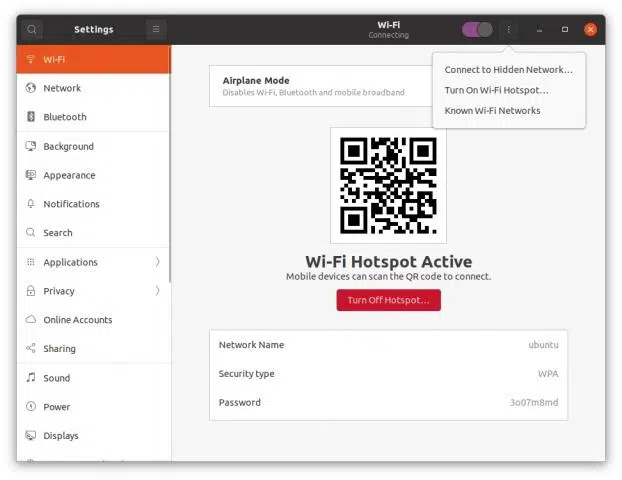 Settings
Wi-Fi
Connecting
Wi-Fi
Network
Bluetooth
Background
Appearance
Notifications
Search
Applications
Privacy
Online Accounts
Sharing
Sound
Power
Displays
Connect to Hidden Network...
Turn On Wi-Fi Hotspot...
Known Wi-Fi Networks
Airplane Mode
Disables Wi-Fi, Bluetooth and mobile broadband
Wi-Fi Hotspot Active
Mobile devices can scan the QR code to connect.
Turn Off Hotspot...
Network Name ubuntu
Security type WPA
Password 3o07m8md